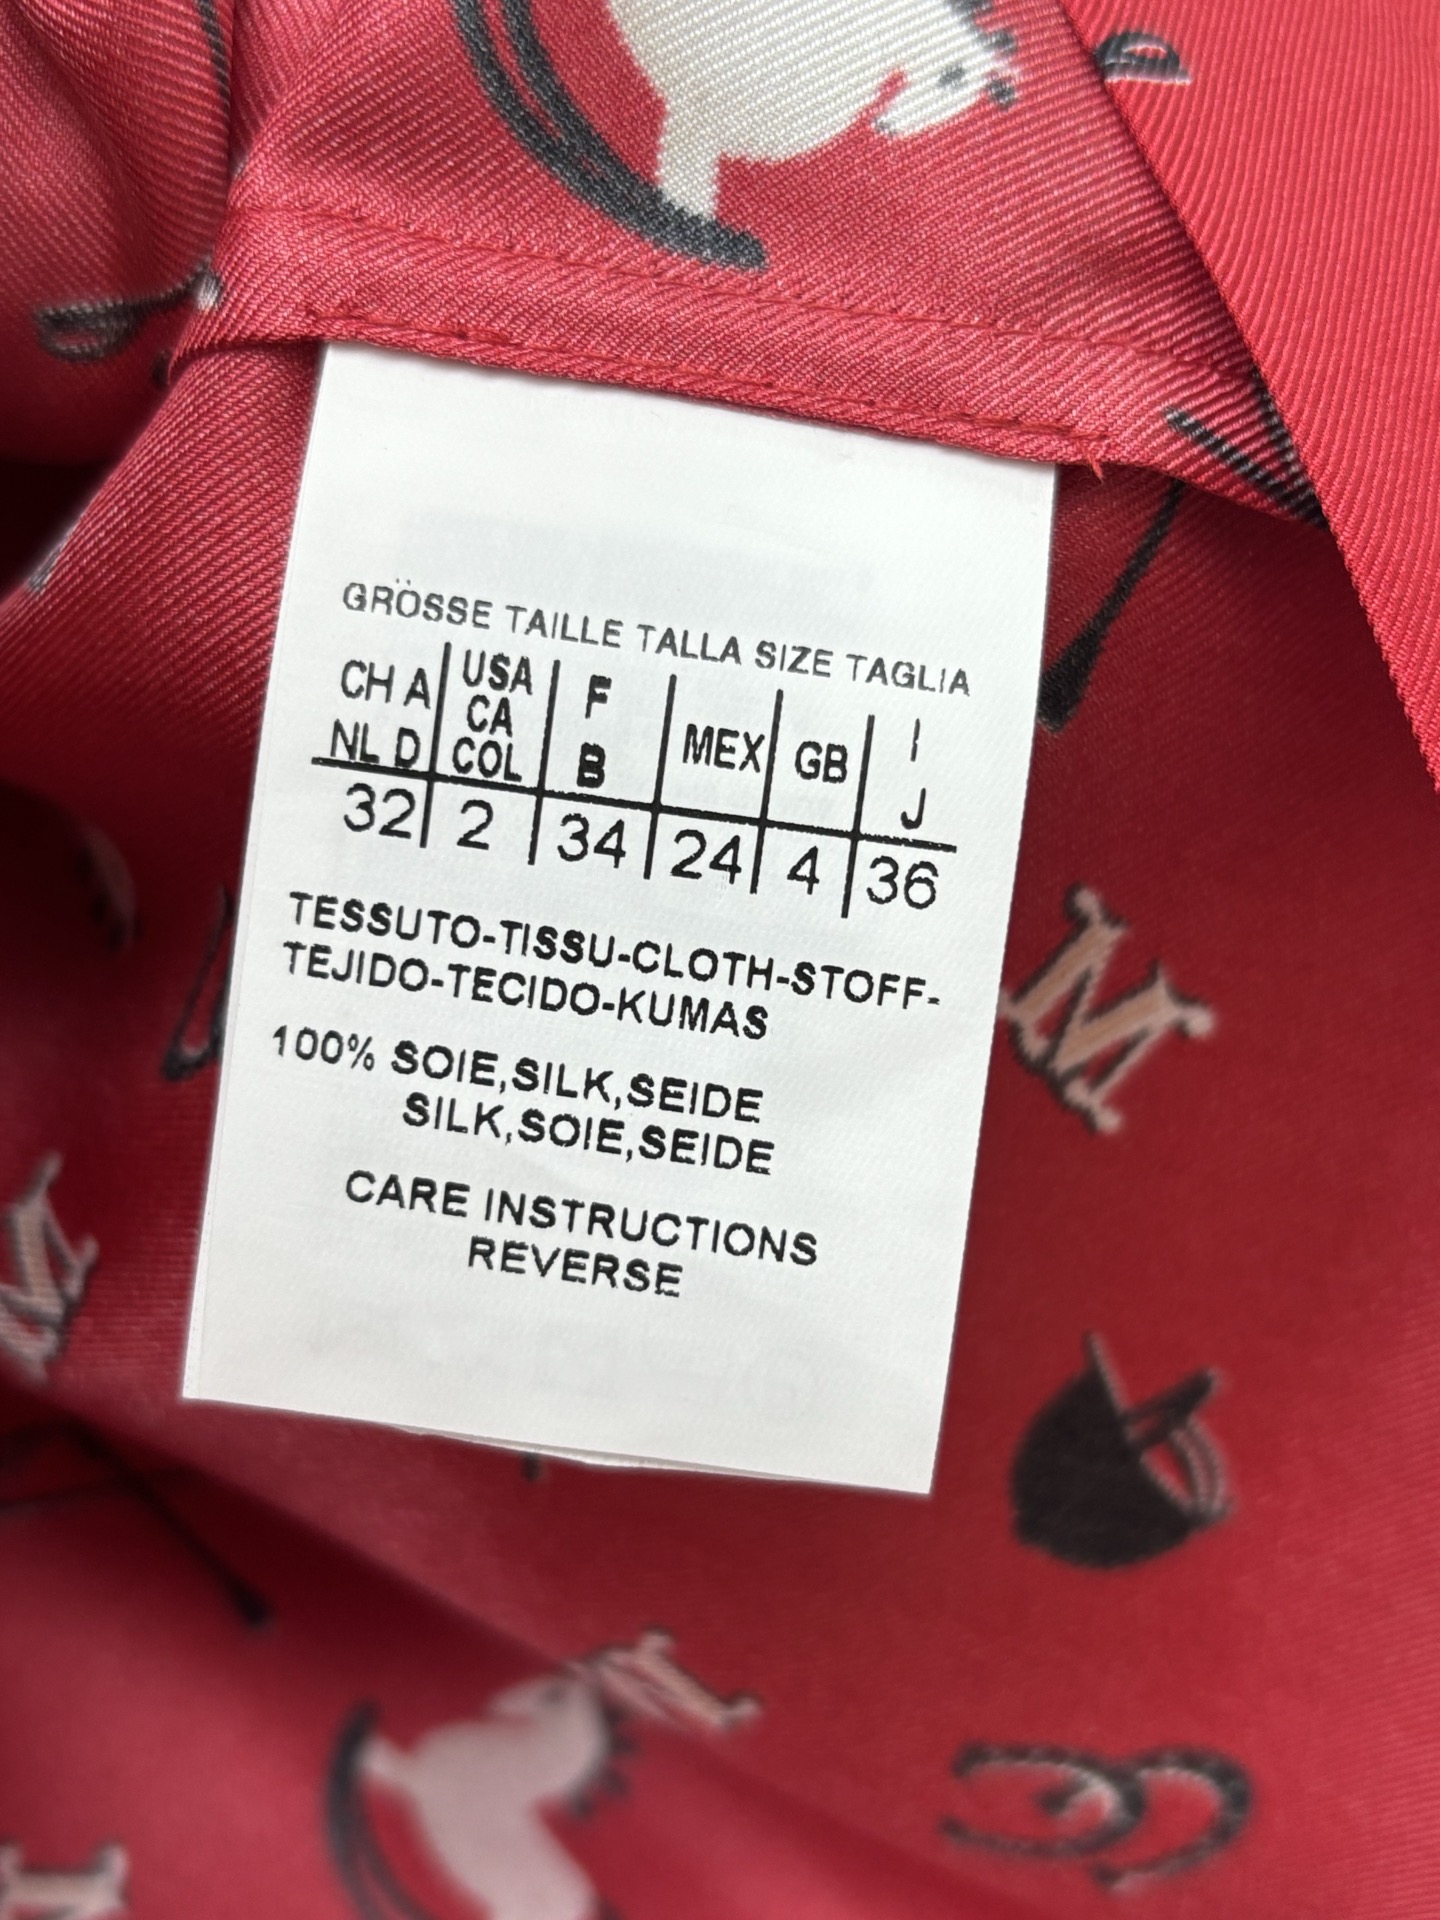 GRÖSSE TAILLE TALLA SIZE TAGLIA
CH A USA F MEX GB I
CA
NL D COL B J
32 2 34 24 4 36
TESSUTO-TISSU-CLOTH-STOFF-
TEJIDO-TECIDO-KUMAS
100% SOIE,SILK,SEIDE
SILK,SOIE,SEIDE
CARE INSTRUCTIONS
REVERSE
M